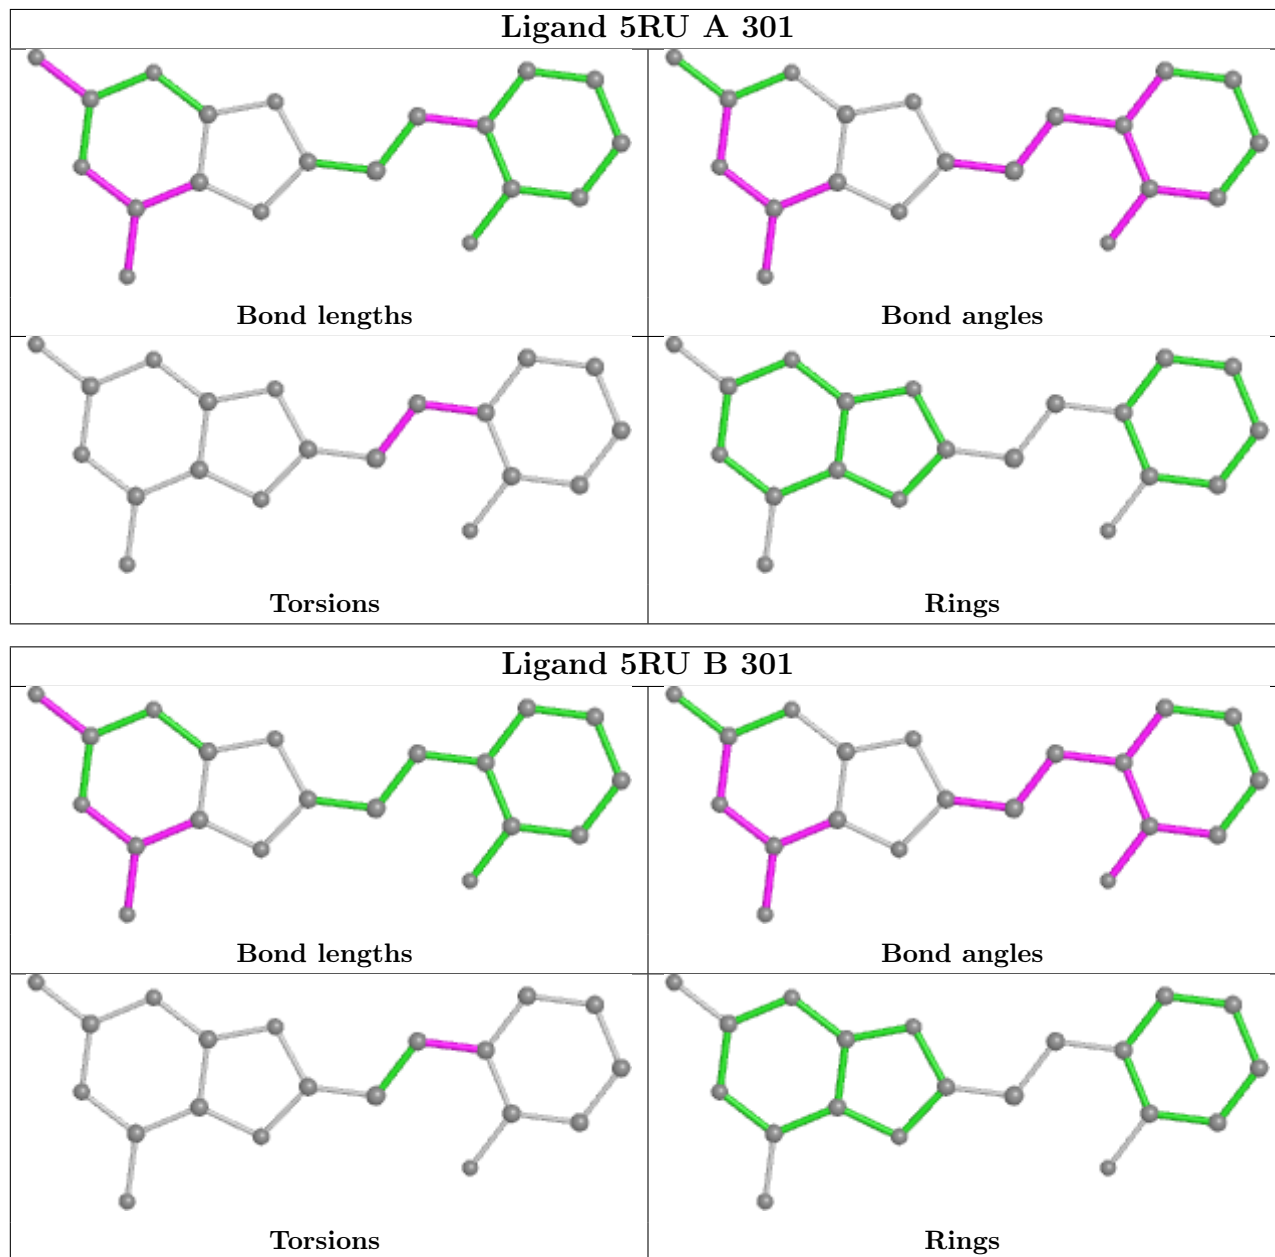 Ligand 5RU A 301
Bond lengths
Bond angles
Torsions
Rings
Ligand 5RU B 301
Bond lengths
Bond angles
Torsions
Rings